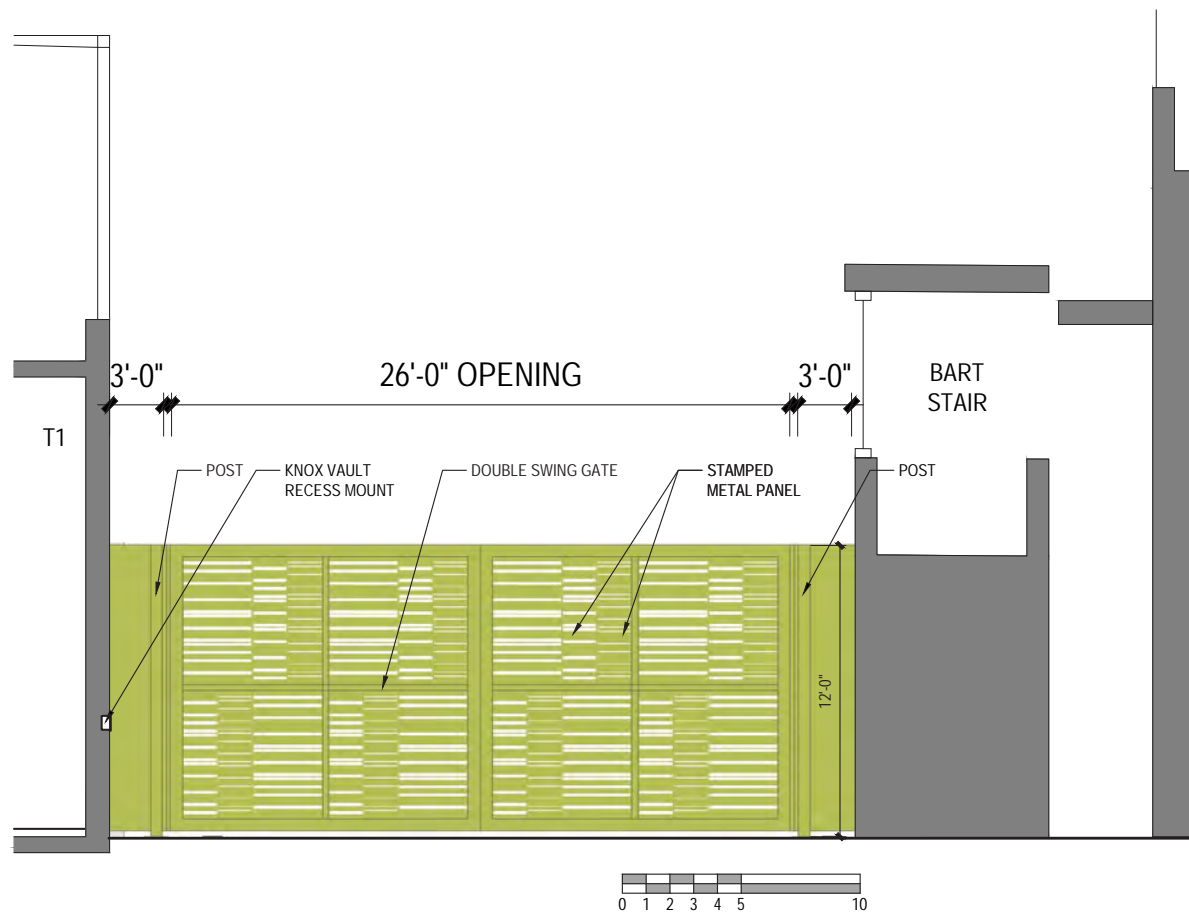 3'-0"
26'-0" OPENING
3'-0"
BART
STAIR
T1
POST
KNOX VAULT
RECESS MOUNT
DOUBLE SWING GATE
STAMPED
METAL PANEL
POST
12'-0"
0 1 2 3 4 5 10